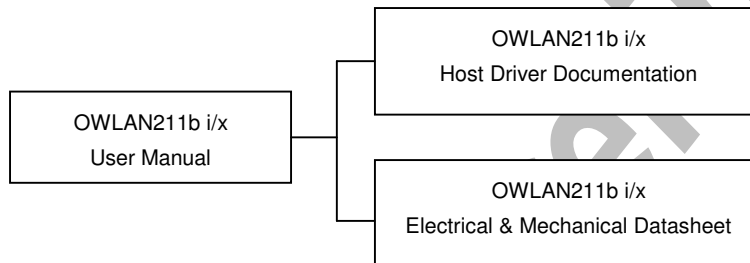 OWLAN211b i/x
Host Driver Documentation
OWLAN211b i/x
User Manual
OWLAN211b i/x
Electrical & Mechanical Datasheet